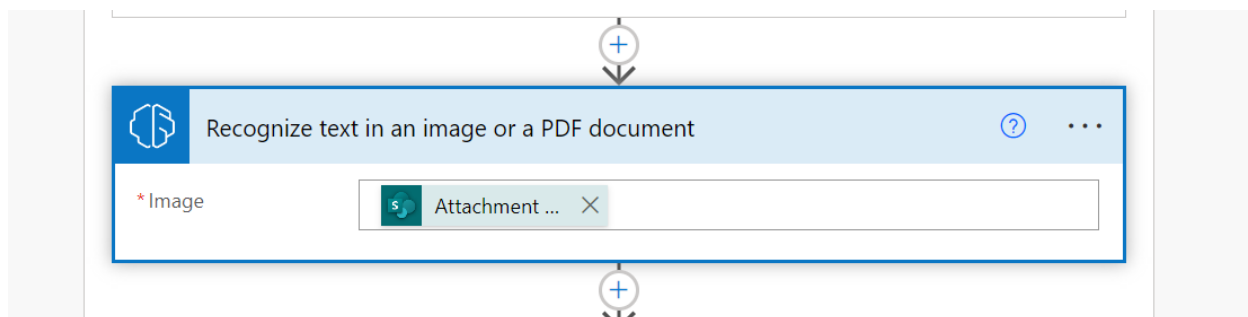 Recognize text in an image or a PDF document
* Image
S
Attachment ...